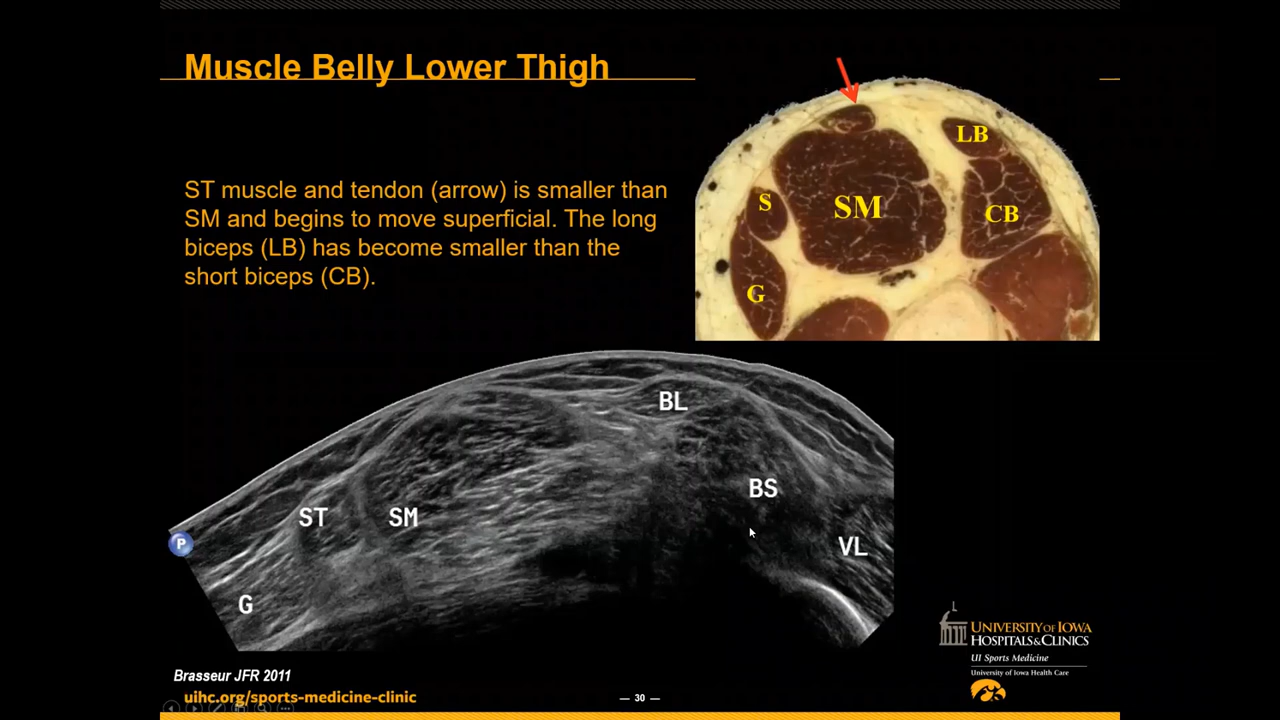 Muscle Belly Lower Thigh
ST muscle and tendon (arrow) is smaller than
SM and begins to move superficial. The long
biceps (LB) has become smaller than the
short biceps (CB).
LB
S
SM
CB
G
BL
BS
ST
SM
VL
G
P
L
UNIVERSITY OF IOWA
HOSPITALS & CLINICS
UI Sports Medicine
University of Iowa Health Care
Brasseur JFR 2011
uihc.org/sports-medicine-clinic
— 30 —